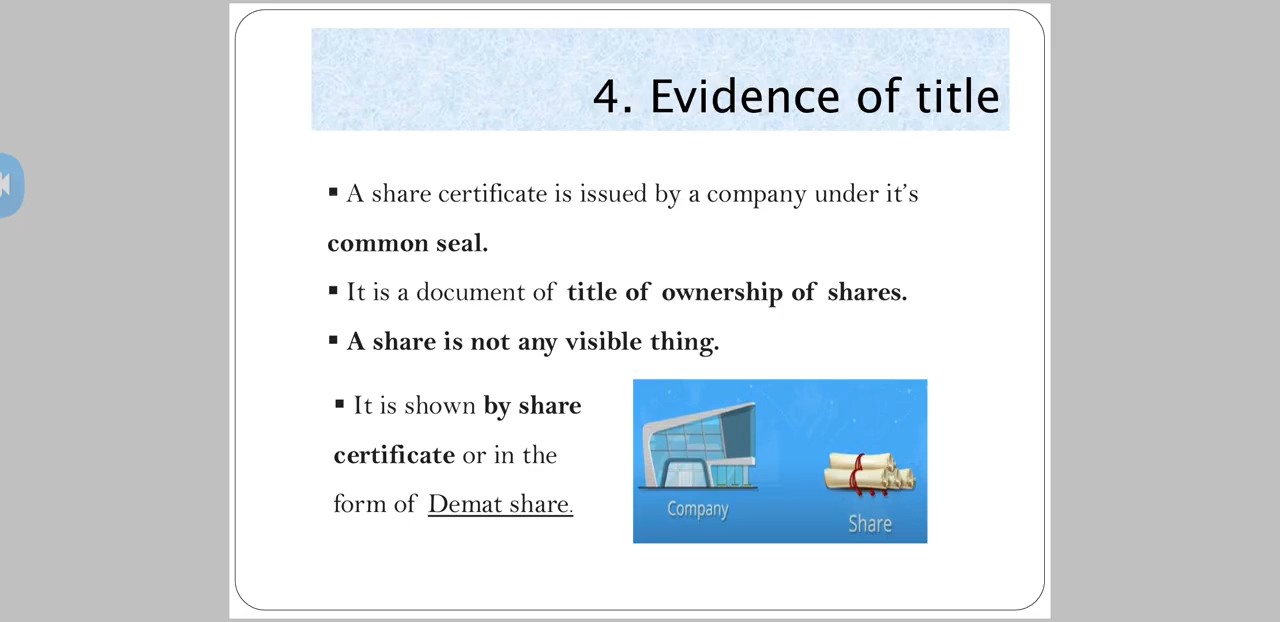 4. Evidence of title
▪ A share certificate is issued by a company under it’s
common seal.
▪ It is a document of title of ownership of shares.
▪ A share is not any visible thing.
▪ It is shown by share
certificate or in the
form of Demat share.
Company
Share